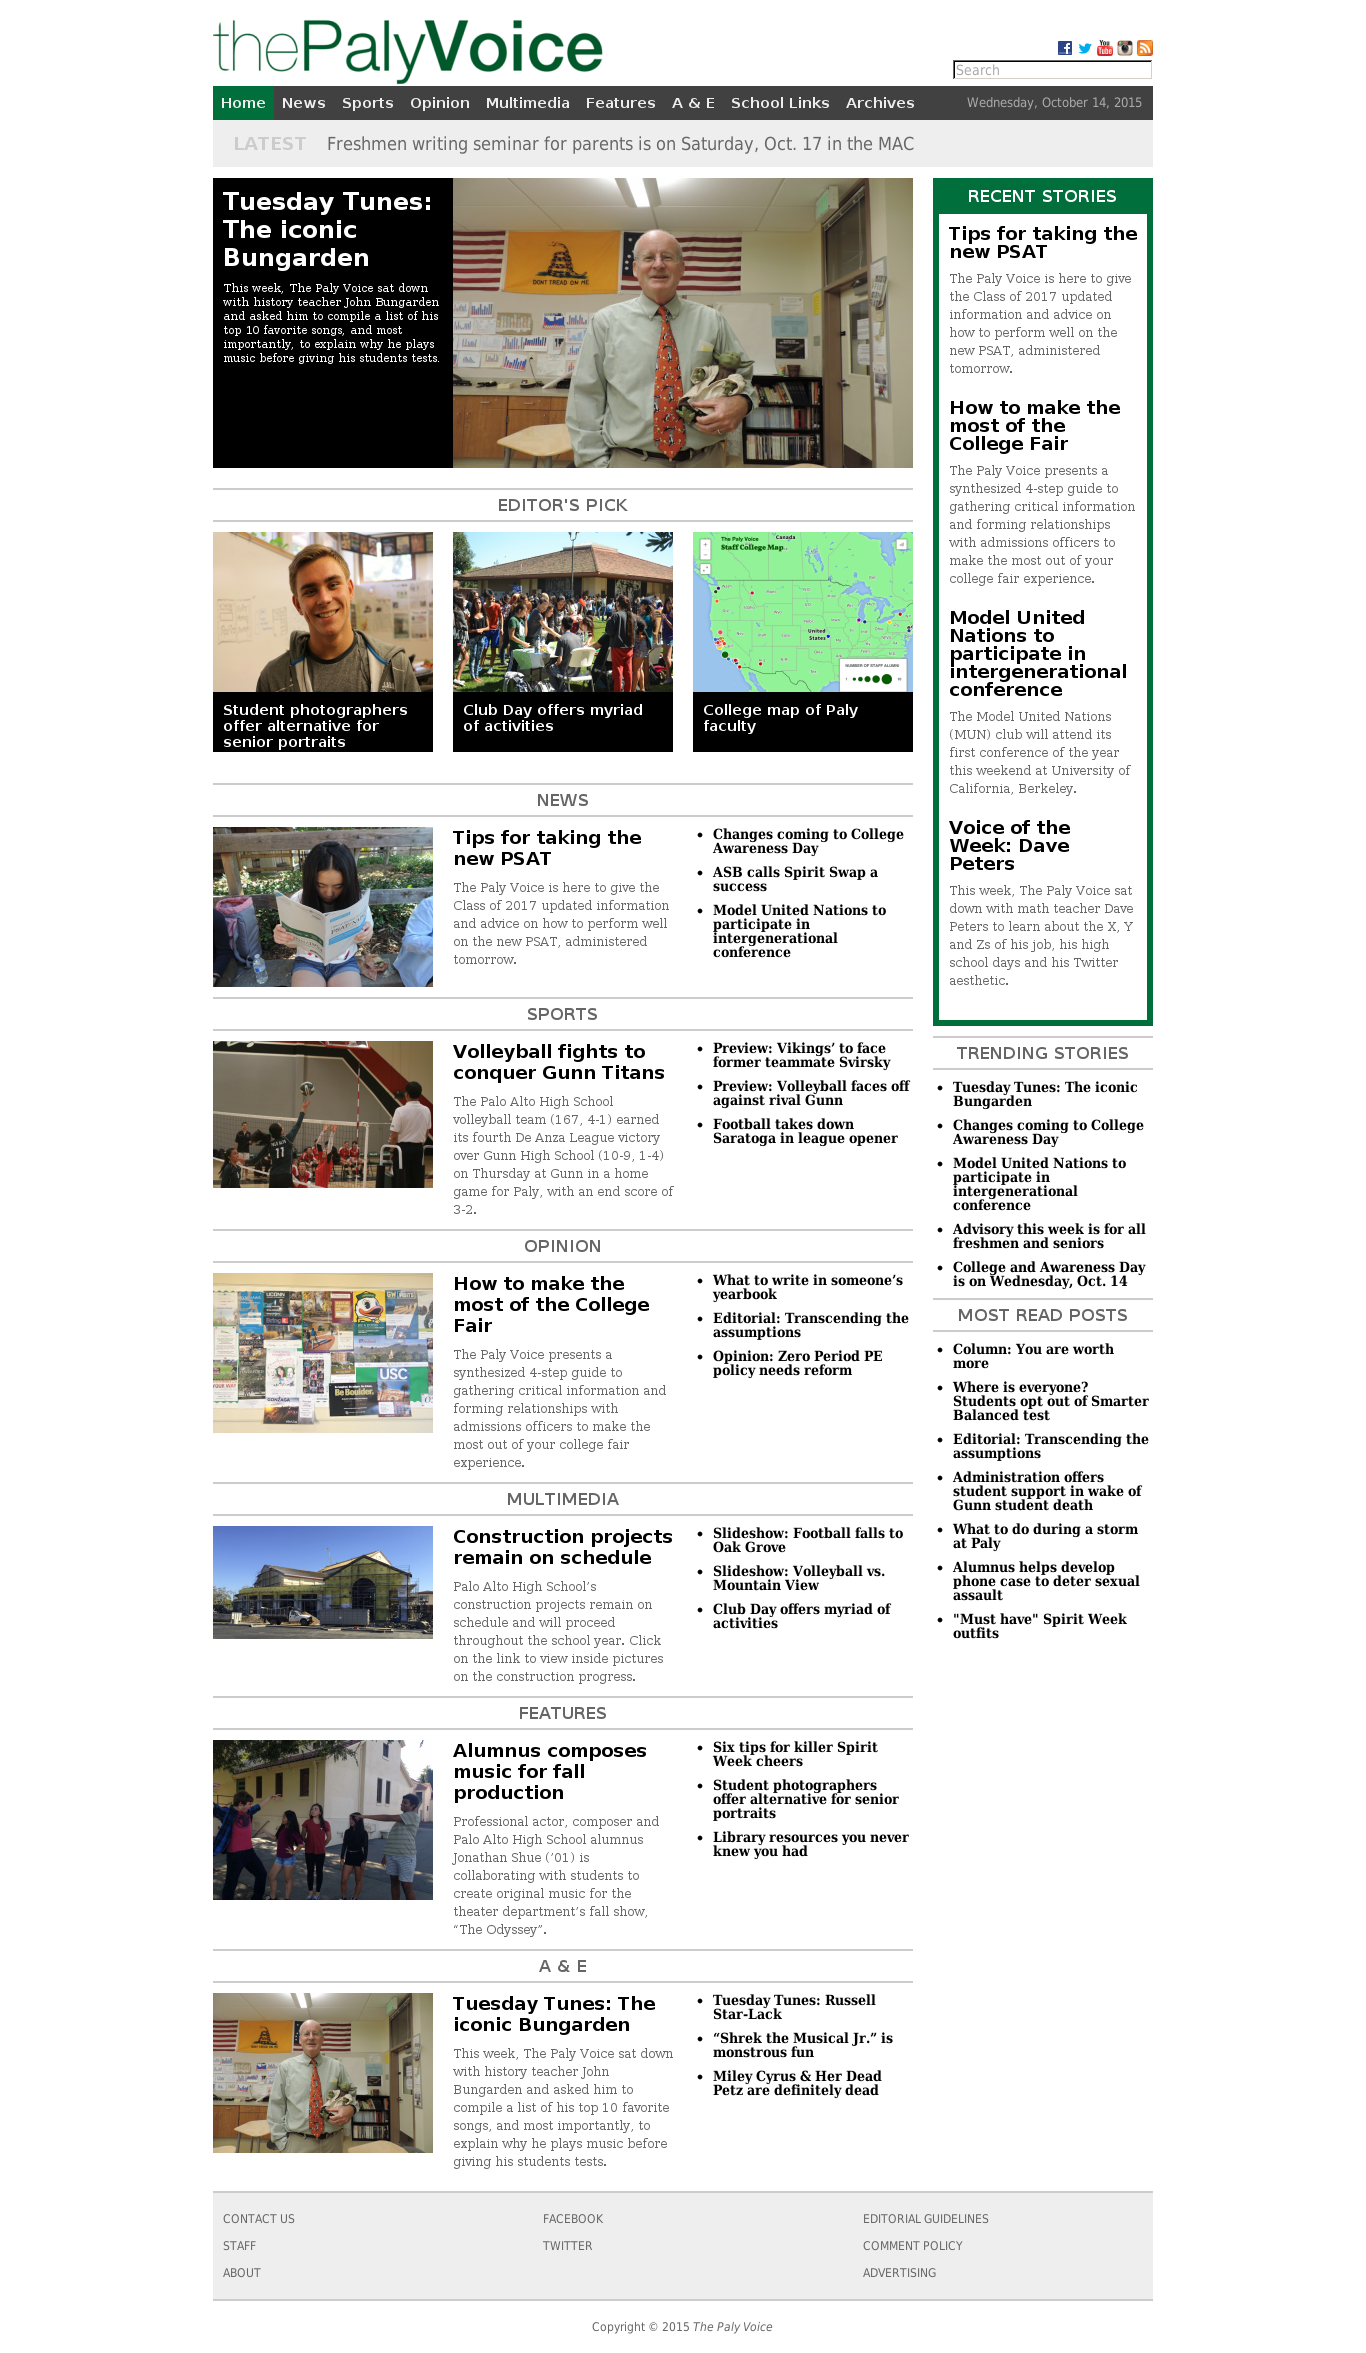 thePalyVoice
Search
Home News Sports Opinion Multimedia Features A & E School Links Archives Wednesday, October 14, 2015
LATEST Freshmen writing seminar for parents is on Saturday, Oct. 17 in the MAC
Tuesday Tunes:
The iconic
Bungarden
This week, The Paly Voice sat down
with history teacher John Bungarden
and asked him to compile a list of his
top 10 favorite songs, and most
importantly, to explain why he plays
music before giving his students tests.
DONT TREAD ON ME
EDITOR'S PICK
Student photographers
offer alternative for
senior portraits
Club Day offers myriad
of activities
The Paly Voice
Staff College Map
Canada
United
States
NUMBER OF STAFF ALUMNI
College map of Paly
faculty
NEWS
Tips for taking the
new PSAT
The Paly Voice is here to give the
Class of 2017 updated information
and advice on how to perform well
on the new PSAT, administered
tomorrow.
• Changes coming to College
Awareness Day
• ASB calls Spirit Swap a
success
• Model United Nations to
participate in
intergenerational
conference
SPORTS
Volleyball fights to
conquer Gunn Titans
The Palo Alto High School
volleyball team (167, 4-1) earned
its fourth De Anza League victory
over Gunn High School (10-9, 1-4)
on Thursday at Gunn in a home
game for Paly, with an end score of
3-2.
• Preview: Vikings’ to face
former teammate Svirsky
• Preview: Volleyball faces off
against rival Gunn
• Football takes down
Saratoga in league opener
OPINION
UCONN
Be Boulder.
USC
GONZAGA
How to make the
most of the College
Fair
The Paly Voice presents a
synthesized 4-step guide to
gathering critical information and
forming relationships with
admissions officers to make the
most out of your college fair
experience.
• What to write in someone’s
yearbook
• Editorial: Transcending the
assumptions
• Opinion: Zero Period PE
policy needs reform
MULTIMEDIA
Construction projects
remain on schedule
Palo Alto High School’s
construction projects remain on
schedule and will proceed
throughout the school year. Click
on the link to view inside pictures
on the construction progress.
• Slideshow: Football falls to
Oak Grove
• Slideshow: Volleyball vs.
Mountain View
• Club Day offers myriad of
activities
FEATURES
Alumnus composes
music for fall
production
Professional actor, composer and
Palo Alto High School alumnus
Jonathan Shue (’01) is
collaborating with students to
create original music for the
theater department’s fall show,
“The Odyssey”.
• Six tips for killer Spirit
Week cheers
• Student photographers
offer alternative for senior
portraits
• Library resources you never
knew you had
A & E
Tuesday Tunes: The
iconic Bungarden
This week, The Paly Voice sat down
with history teacher John
Bungarden and asked him to
compile a list of his top 10 favorite
songs, and most importantly, to
explain why he plays music before
giving his students tests.
• Tuesday Tunes: Russell
Star-Lack
• “Shrek the Musical Jr.” is
monstrous fun
• Miley Cyrus & Her Dead
Petz are definitely dead
RECENT STORIES
Tips for taking the
new PSAT
The Paly Voice is here to give
the Class of 2017 updated
information and advice on
how to perform well on the
new PSAT, administered
tomorrow.
How to make the
most of the
College Fair
The Paly Voice presents a
synthesized 4-step guide to
gathering critical information
and forming relationships
with admissions officers to
make the most out of your
college fair experience.
Model United
Nations to
participate in
intergenerational
conference
The Model United Nations
(MUN) club will attend its
first conference of the year
this weekend at University of
California, Berkeley.
Voice of the
Week: Dave
Peters
This week, The Paly Voice sat
down with math teacher Dave
Peters to learn about the X, Y
and Zs of his job, his high
school days and his Twitter
aesthetic.
TRENDING STORIES
• Tuesday Tunes: The iconic
Bungarden
• Changes coming to College
Awareness Day
• Model United Nations to
participate in
intergenerational
conference
• Advisory this week is for all
freshmen and seniors
• College and Awareness Day
is on Wednesday, Oct. 14
MOST READ POSTS
• Column: You are worth
more
• Where is everyone?
Students opt out of Smarter
Balanced test
• Editorial: Transcending the
assumptions
• Administration offers
student support in wake of
Gunn student death
• What to do during a storm
at Paly
• Alumnus helps develop
phone case to deter sexual
assault
• "Must have" Spirit Week
outfits
CONTACT US FACEBOOK EDITORIAL GUIDELINES
STAFF TWITTER COMMENT POLICY
ABOUT ADVERTISING
Copyright © 2015 The Paly Voice